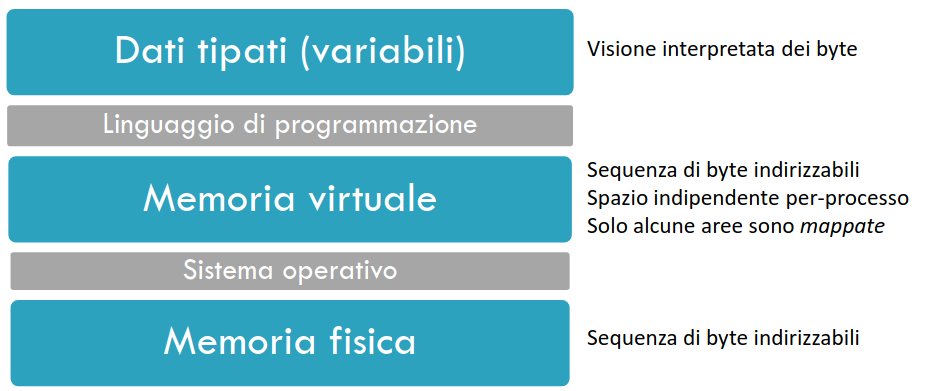 Dati tipati (variabili)
Visione interpretata dei byte
Linguaggio di programmazione
Memoria virtuale
Sequenza di byte indirizzabili
Spazio indipendente per-processo
Solo alcune aree sono mappate
Sistema operativo
Memoria fisica
Sequenza di byte indirizzabili